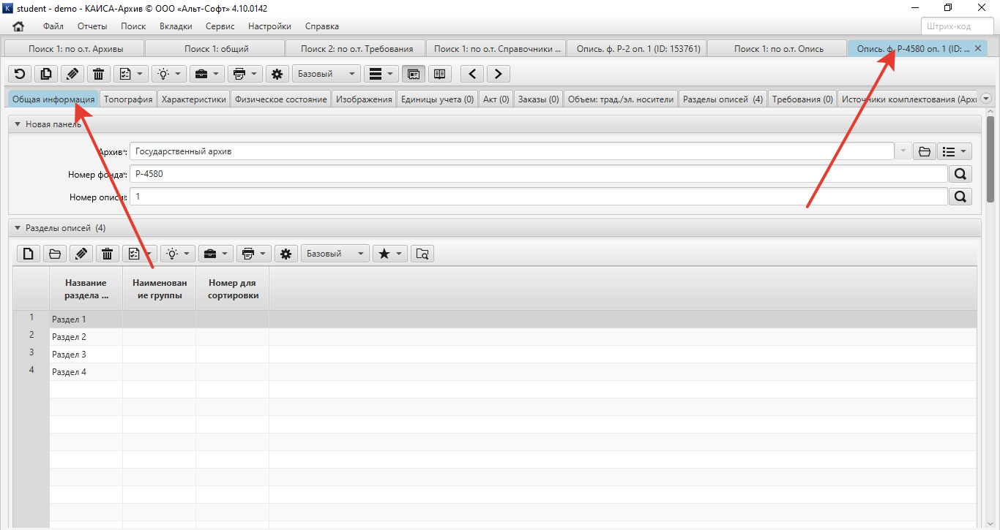 student - demo - КАИСА-Архив © ООО «Альт-Софт» 4.10.0142
Файл Отчеты Поиск Вкладки Сервис Настройки Справка Штрих-код
Поиск 1: по о.т. Архивы Поиск 1: общий Поиск 2: по о.т. Требования Поиск 1: по о.т. Справочники ... Опись. ф. Р-2 оп. 1 (ID: 153761) Поиск 1: по о.т. Опись Опись. ф. Р-4580 оп. 1 (ID: ...
Базовый
Общая информация Топография Характеристики Физическое состояние Изображения Единицы учета (0) Акт (0) Заказы (0) Объем: трад./эл. носители Разделы описей (4) Требования (0) Источники комплектования (Архи
Новая панель
Архив*: Государственный архив
Номер фонда*: Р-4580
Номер описи: 1
Разделы описей (4)
Базовый
Название раздела ... Наименован ие группы Номер для сортировки
1 Раздел 1
2 Раздел 2
3 Раздел 3
4 Раздел 4